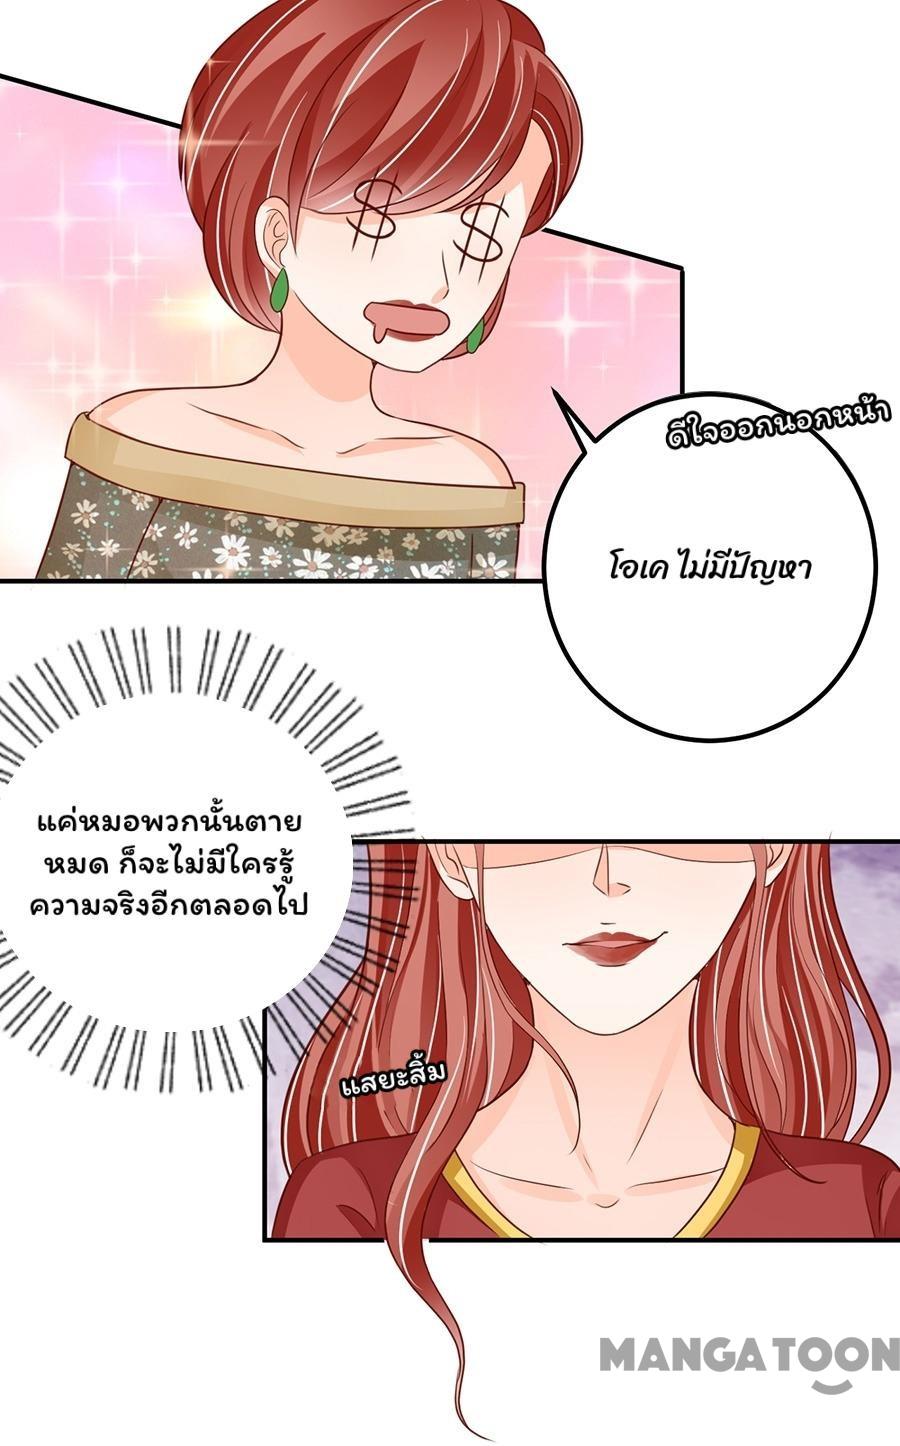 ดีใจออกนอกหน้า
โอเค ไม่มีปัญหา
แค่หมอพวกนั้นตาย
หมด ก็จะไม่มีใครรู้
ความจริงอีกตลอดไป
แสยะสิ้ม
MANGATOON